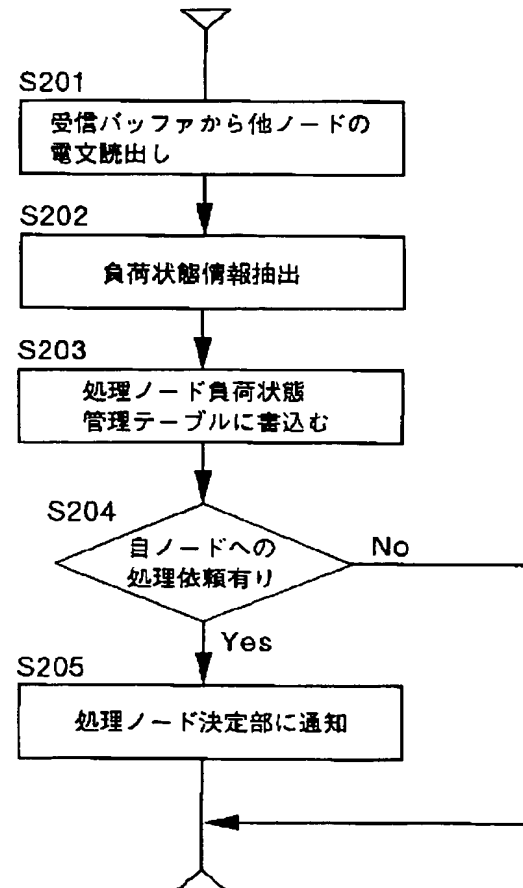 S201
受信バッファから他ノードの
電文読出し
S202
負荷状態情報抽出
S203
処理ノード負荷状態
管理テーブルに書込む
S204
自ノードへの
処理依頼有り
No
Yes
S205
処理ノード決定部に通知